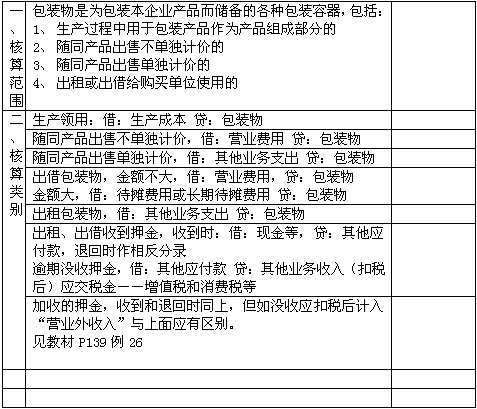 一、核算范围
包装物是为包装本企业产品而储备的各种包装容器,包括:
1、 生产过程中用于包装产品作为产品组成部分的
2、 随同产品出售不单独计价的
3、 随同产品出售单独计价的
4、 出租或出借给购买单位使用的
二、核算类别
生产领用:借:生产成本 贷:包装物
随同产品出售不单独计价,借:营业费用 贷:包装物
随同产品出售单独计价,借:其他业务支出 贷:包装物
出借包装物,金额不大,借:营业费用,贷:包装物
金额大,借:待摊费用或长期待摊费用 贷:包装物
出租包装物,借:其他业务支出 贷:包装物
出租、出借收到押金,收到时:借:现金等,贷:其他应
付款,退回时作相反分录
逾期没收押金,借:其他应付款 贷:其他业务收入(扣税
后)应交税金——增值税和消费税等
加收的押金,收到和退回时同上,但如没收应扣税后计入
“营业外收入”与上面应有区别。
见教材 P139 例 26